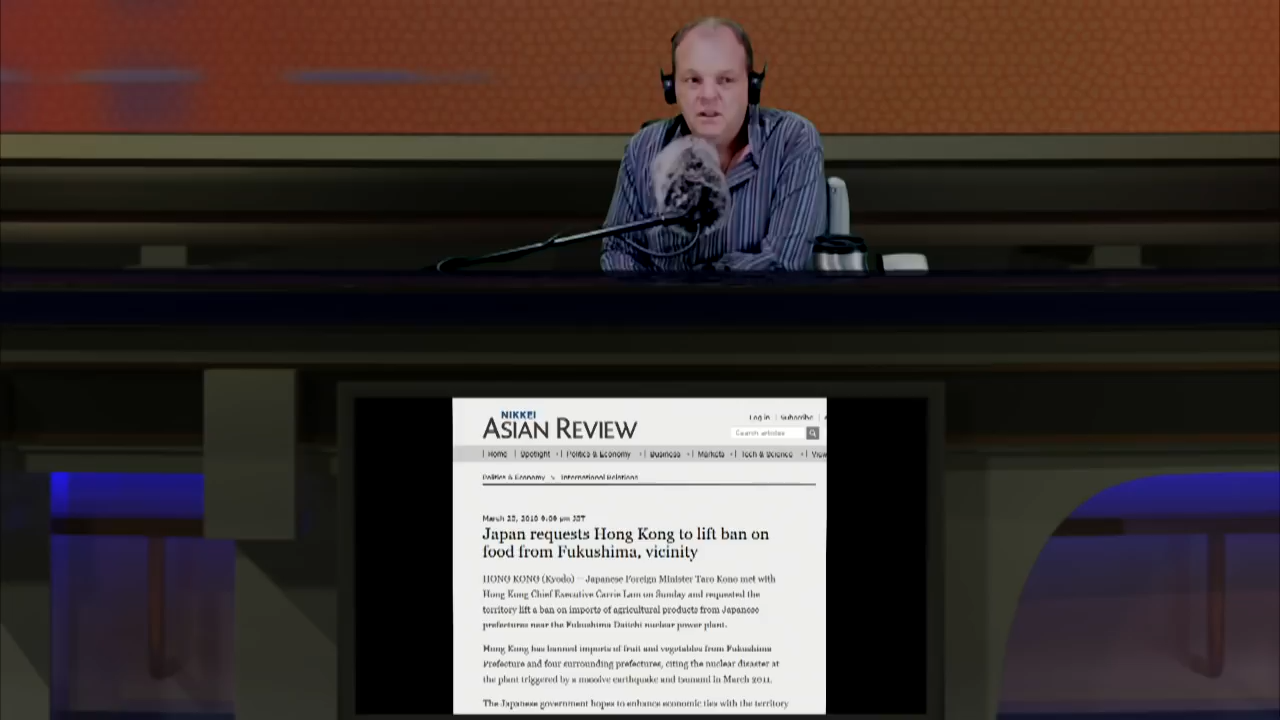 NIKKEI
ASIAN REVIEW
Log in | Subscribe
Search articles
Home | Spotlight | Politics & Economy | Business | Markets | Tech & Science | View
Politics & Economy > International Relations
March 25, 2018 6:00 pm JST
Japan requests Hong Kong to lift ban on
food from Fukushima, vicinity
HONG KONG (Kyodo) -- Japanese Foreign Minister Taro Kono met with
Hong Kong Chief Executive Carrie Lam on Sunday and requested the
territory lift a ban on imports of agricultural products from Japanese
prefectures near the Fukushima Daiichi nuclear power plant.
Hong Kong has banned imports of fruit and vegetables from Fukushima
Prefecture and four surrounding prefectures, citing the nuclear disaster at
the plant triggered by a massive earthquake and tsunami in March 2011.
The Japanese government hopes to enhance economic ties with the territory